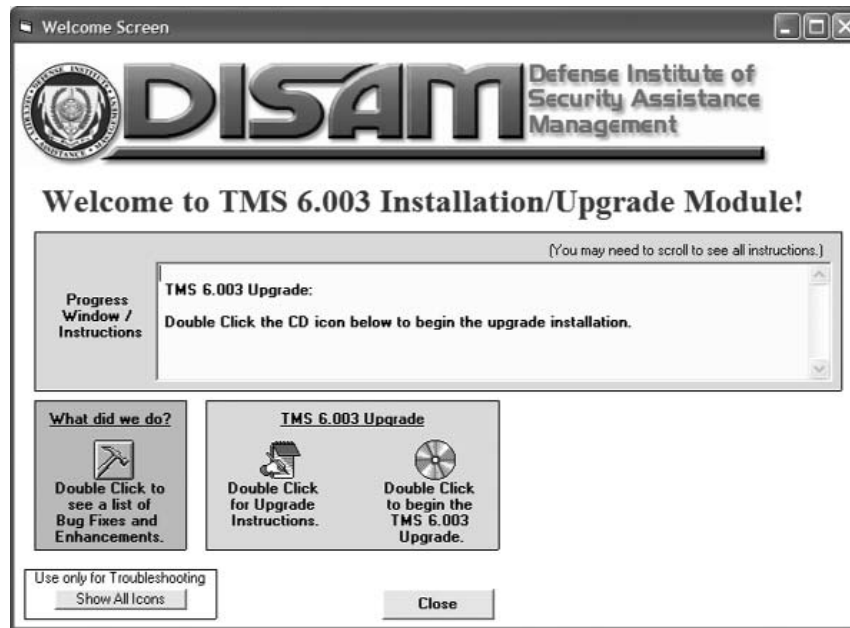 Welcome Screen
DISAM
Defense Institute of
Security Assistance
Management
Welcome to TMS 6.003 Installation/Upgrade Module!
(You may need to scroll to see all instructions.)
Progress
Window /
Instructions
TMS 6.003 Upgrade:
Double Click the CD icon below to begin the upgrade installation.
What did we do?
Double Click to
see a list of
Bug Fixes and
Enhancements.
TMS 6.003 Upgrade
Double Click
for Upgrade
Instructions.
Double Click
to begin the
TMS 6.003
Upgrade.
Use only for Troubleshooting
Show All Icons
Close